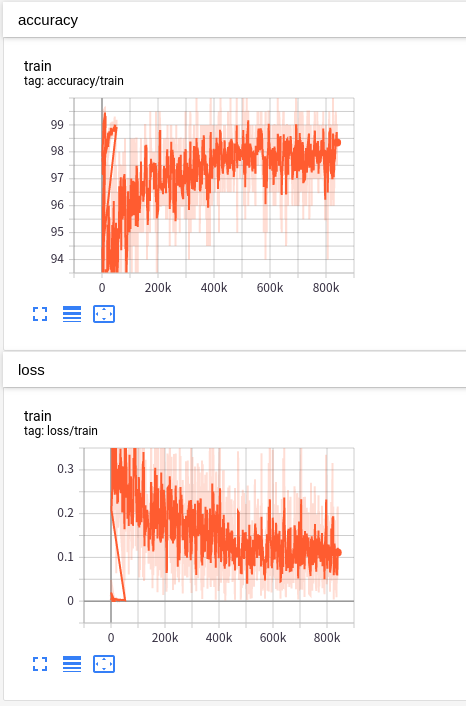 accuracy
train
tag: accuracy/train
99
98
97
96
95
94
0 200k 400k 600k 800k
loss
train
tag: loss/train
0.3
0.2
0.1
0
0 200k 400k 600k 800k